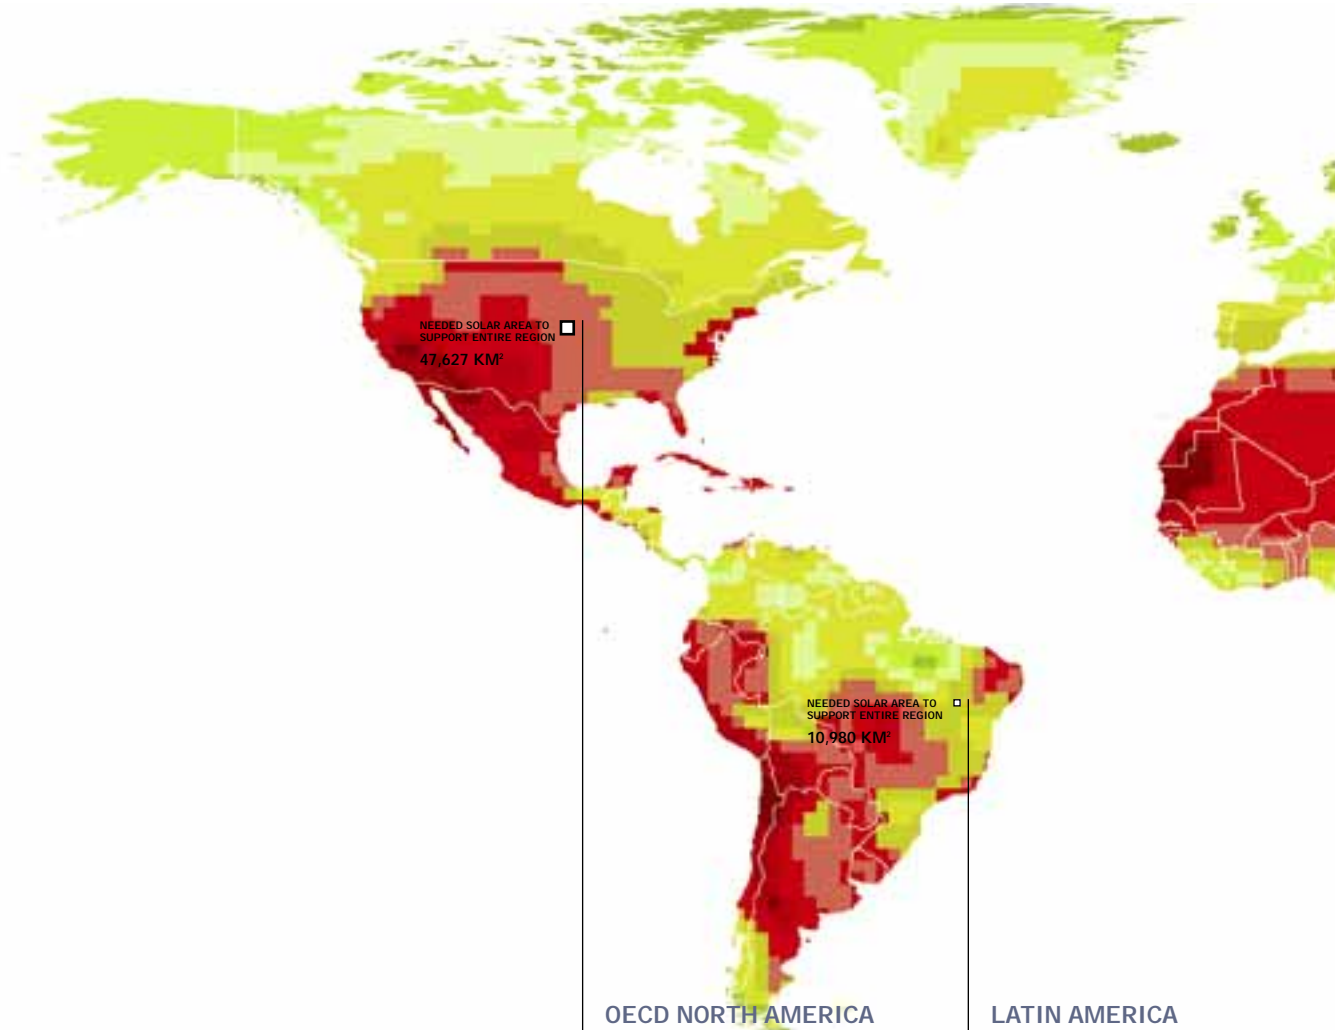 NEEDED SOLAR AREA TO
SUPPORT ENTIRE REGION
47,627 KM²
NEEDED SOLAR AREA TO
SUPPORT ENTIRE REGION
10,980 KM²
OECD NORTH AMERICA
LATIN AMERICA